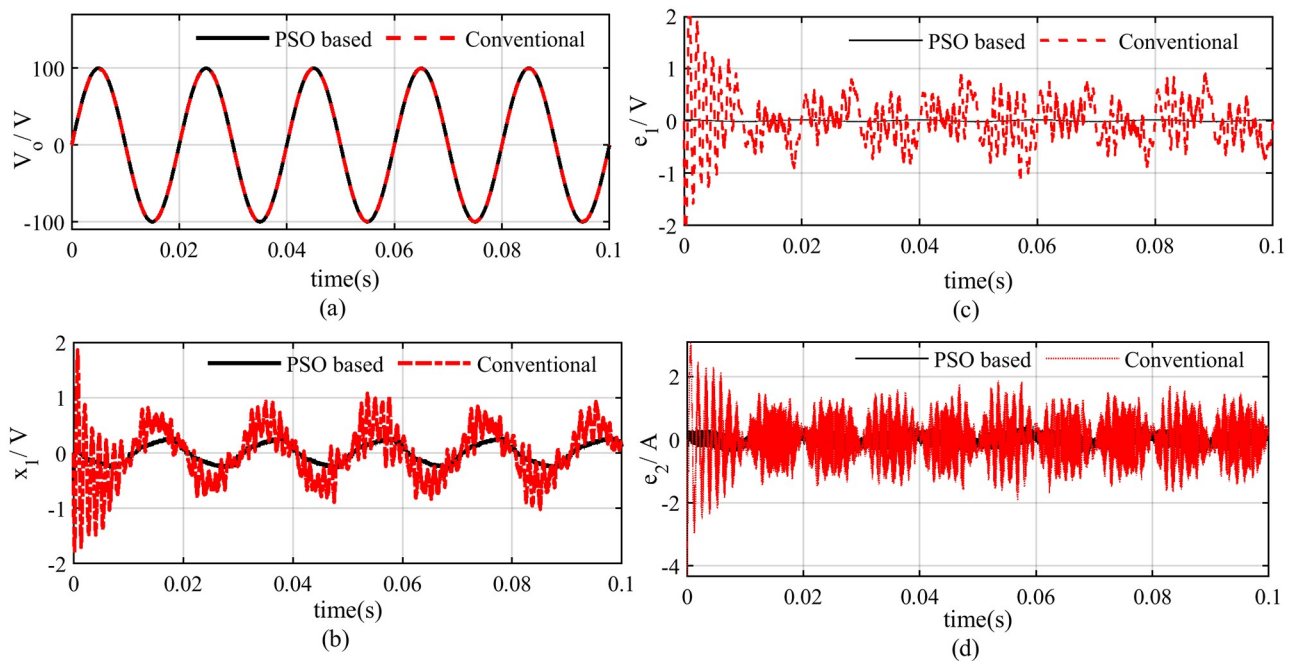 PSO based Conventional
100
0
-100
V_o/ V
0 0.02 0.04 0.06 0.08 0.1
time(s)
(a)
2
1
0
-1
-2
e_1/ V
PSO based Conventional
0 0.02 0.04 0.06 0.08 0.1
time(s)
(c)
2
1
0
-1
-2
x_1/ V
PSO based Conventional
0 0.02 0.04 0.06 0.08 0.1
time(s)
(b)
2
0
-2
-4
e_2/ A
PSO based Conventional
0 0.02 0.04 0.06 0.08 0.1
time(s)
(d)